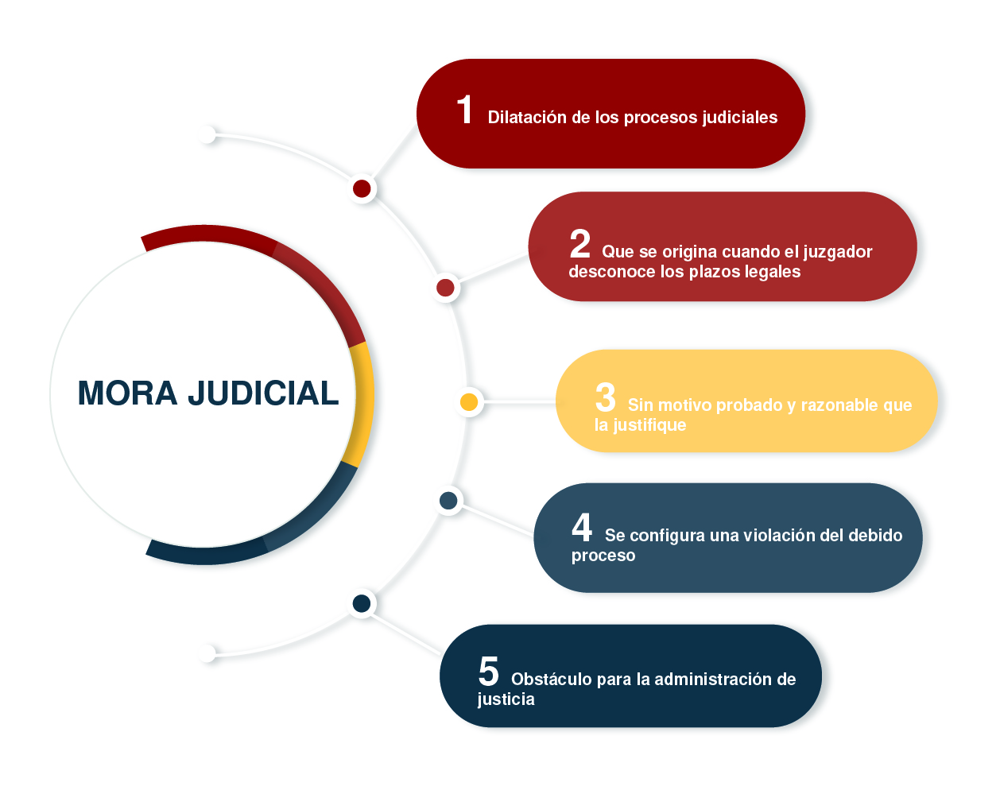 MORA JUDICIAL
1 Dilatación de los procesos judiciales
2 Que se origina cuando el juzgador
desconoce los plazos legales
3 Sin motivo probado y razonable que
la justifique
4 Se configura una violación del debido
proceso
5 Obstáculo para la administración de
justicia